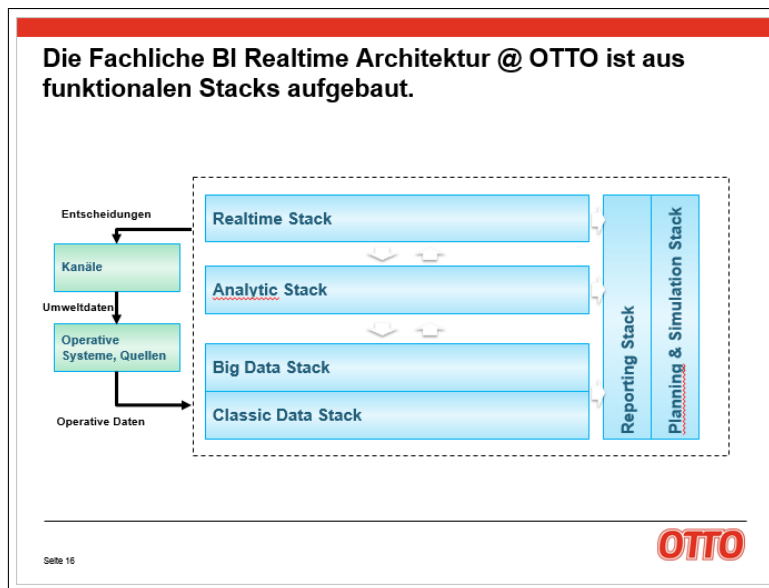 Die Fachliche BI Realtime Architektur @ OTTO ist aus
funktionalen Stacks aufgebaut.
Entscheidungen
Kanäle
Umweltdaten
Operative
Systeme, Quellen
Operative Daten
Realtime Stack
Analytic Stack
Big Data Stack
Classic Data Stack
Reporting Stack
Planning & Simulation Stack
Seite 16
OTTO